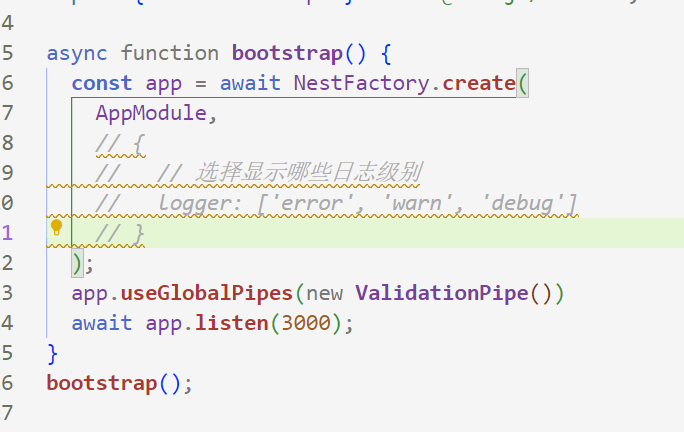 4
5 async function bootstrap() {
6 const app = await NestFactory.create(
7 AppModule,
8 // {
9 // // 选择显示哪些日志级别
0 // logger: ['error', 'warn', 'debug']
1 // }
2 );
3 app.useGlobalPipes(new ValidationPipe())
4 await app.listen(3000);
5 }
6 bootstrap();
7